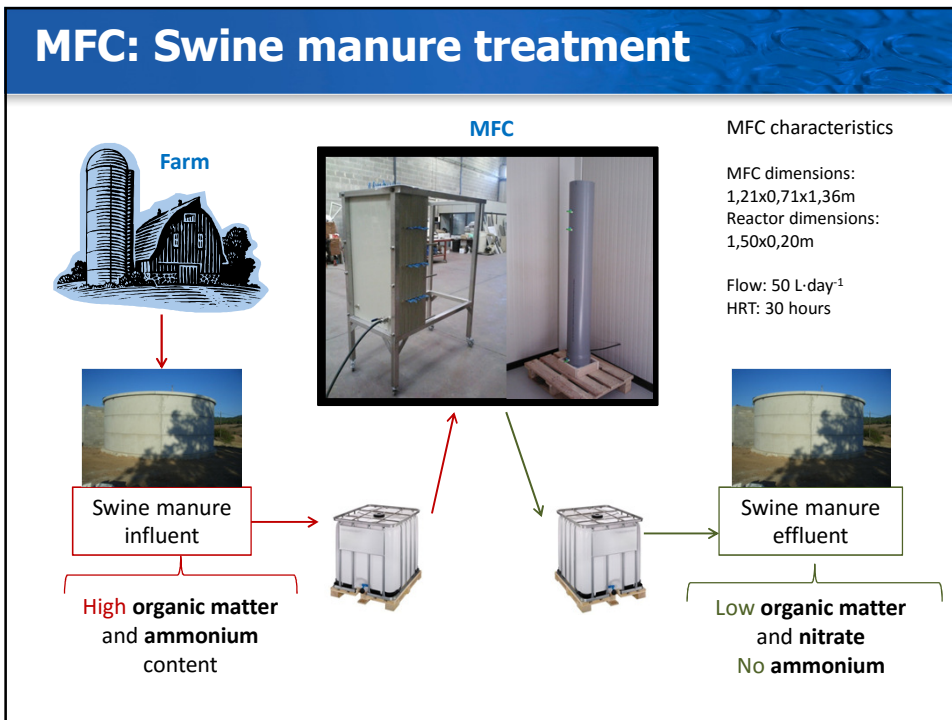 MFC: Swine manure treatment
Farm
MFC
MFC characteristics
MFC dimensions:
1,21x0,71x1,36m
Reactor dimensions:
1,50x0,20m
Flow: 50 L·day⁻¹
HRT: 30 hours
Swine manure
influent
High organic matter
and ammonium
content
Swine manure
effluent
Low organic matter
and nitrate
No ammonium